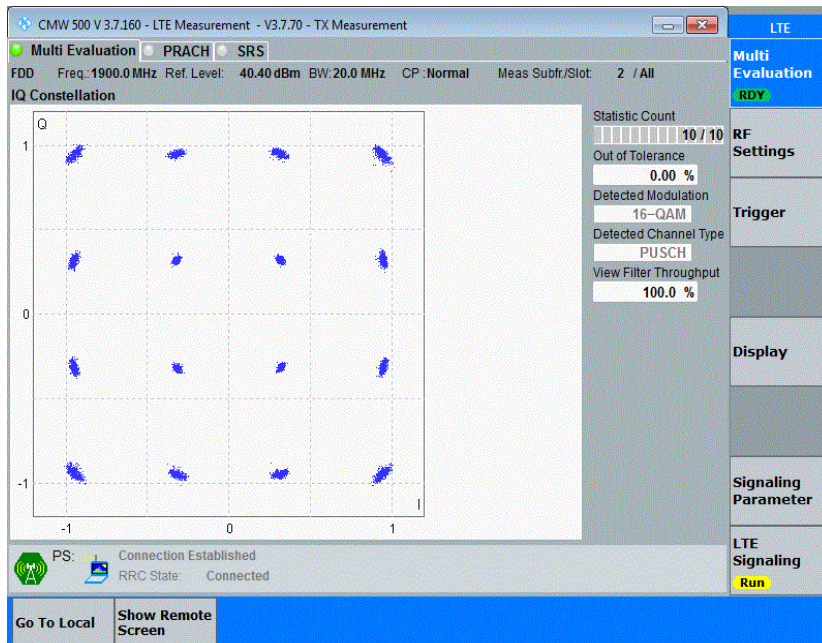 CMW 500 V 3.7.160 - LTE Measurement - V3.7.70 - TX Measurement
LTE
Multi Evaluation PRACH SRS
FDD Freq.: 1900.0 MHz Ref. Level: 40.40 dBm BW: 20.0 MHz CP : Normal Meas Subfr./Slot: 2 / All
IQ Constellation
Q
1
0
-1
-1
0
1
I
Statistic Count
10 / 10
Out of Tolerance
0.00 %
Detected Modulation
16-QAM
Detected Channel Type
PUSCH
View Filter Throughput
100.0 %
Multi
Evaluation
RDY
RF
Settings
Trigger
Display
Signaling
Parameter
LTE
Signaling
Run
PS: Connection Established
RRC State: Connected
Go To Local
Show Remote
Screen